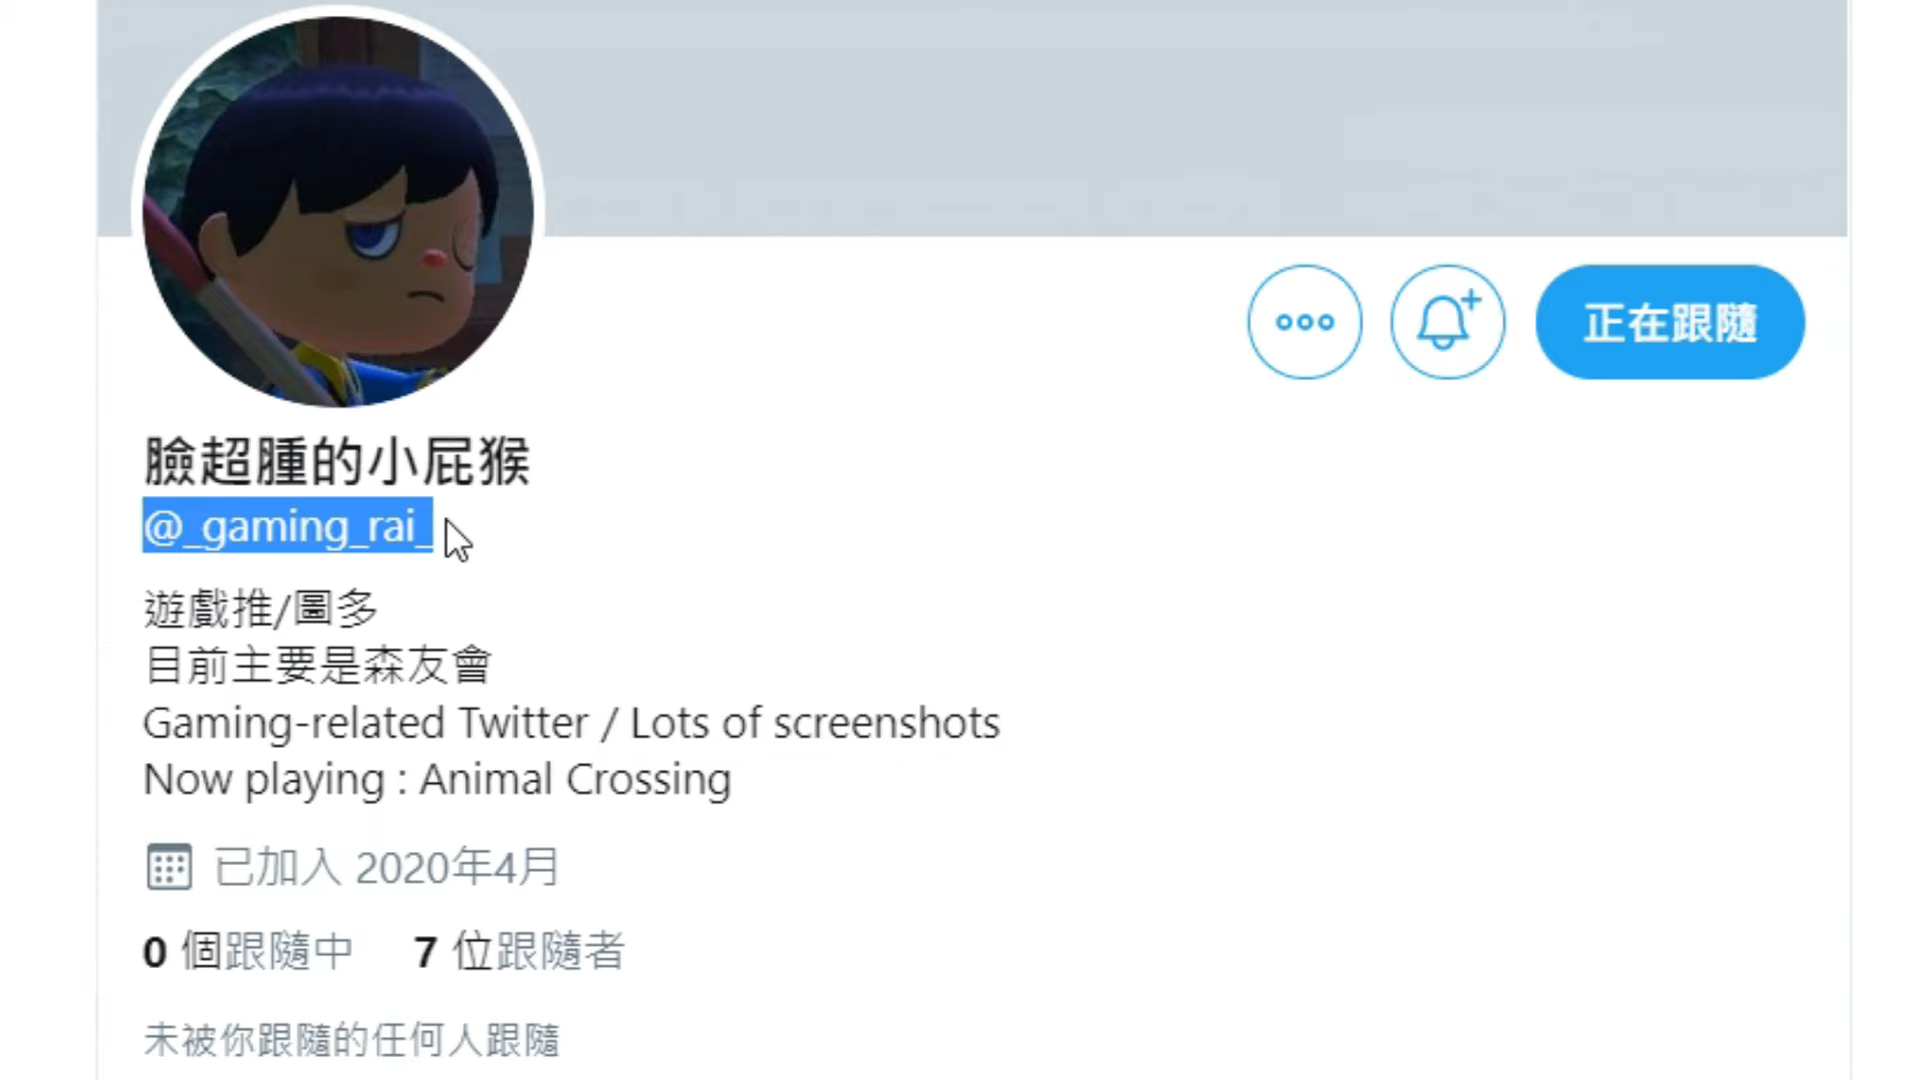 正在跟隨
臉超腫的小屁猴
@_gaming_rai_
遊戲推/圖多
目前主要是森友會
Gaming-related Twitter / Lots of screenshots
Now playing : Animal Crossing
已加入 2020年4月
0 個跟隨中 7 位跟隨者
未被你跟隨的任何人跟隨